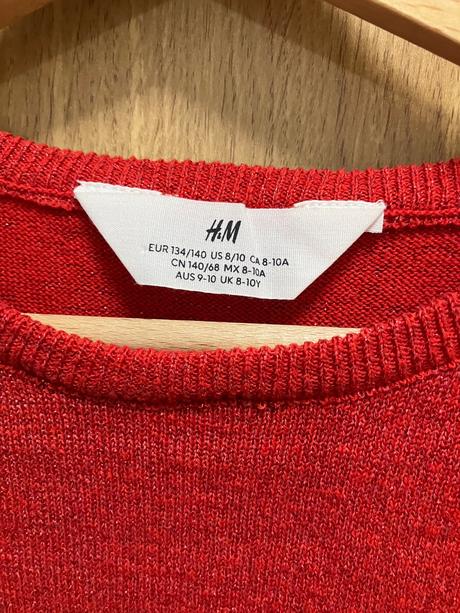 H&M
EUR 134/140 US 8/10 CA 8-10A
CN 140/68 MX 8-10A
AUS 9-10 UK 8-10Y